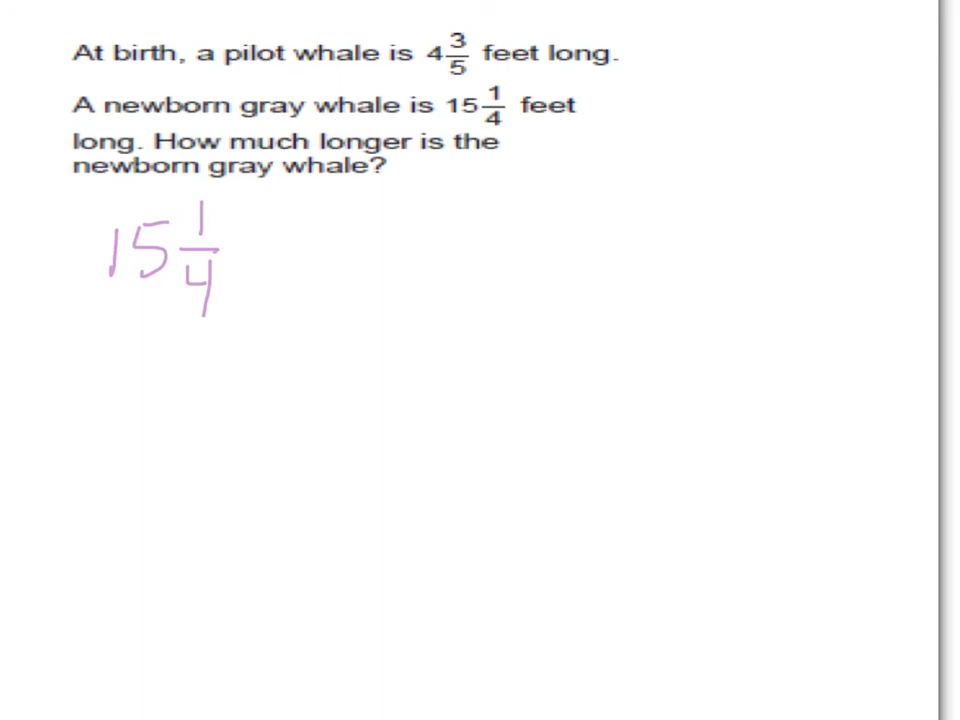 At birth, a pilot whale is 4 3/5 feet long.
A newborn gray whale is 15 1/4 feet
long. How much longer is the
newborn gray whale?
15 1/4